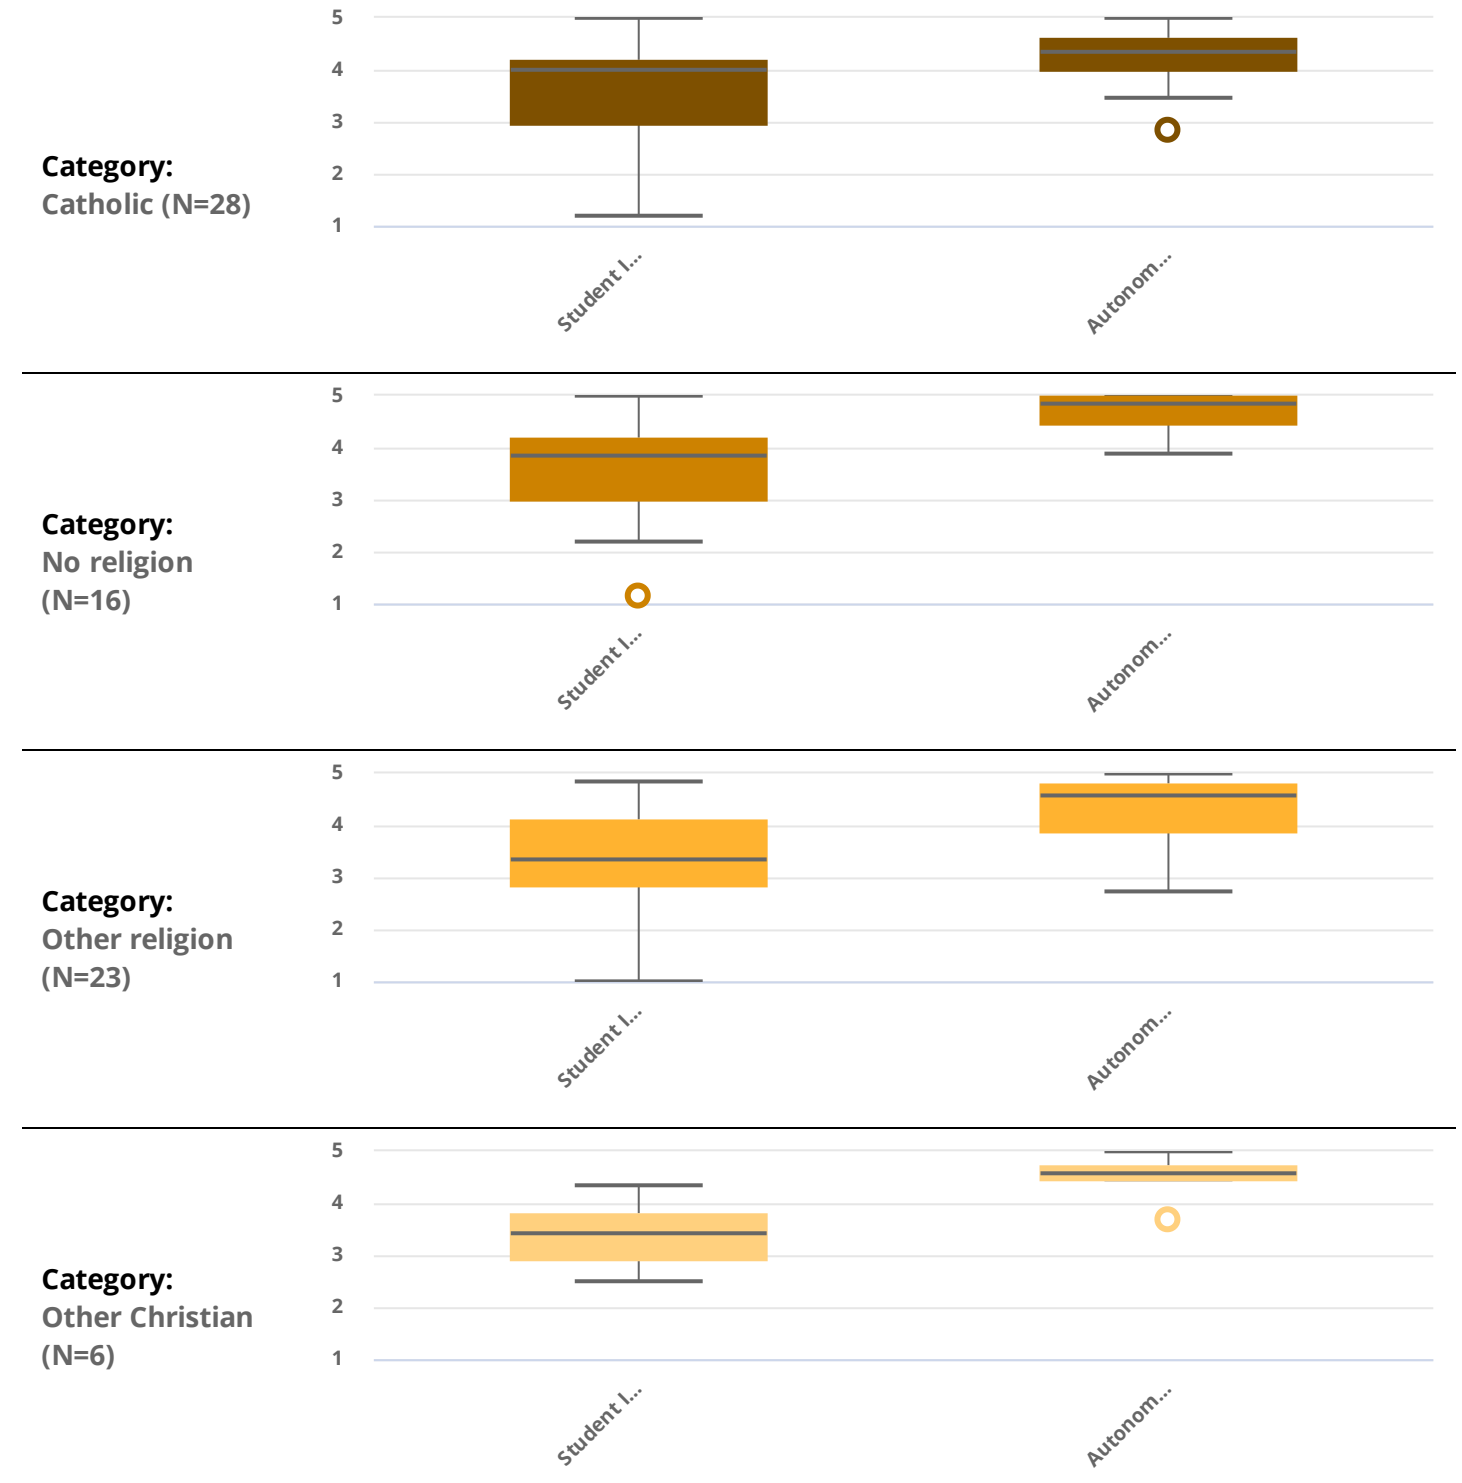 5
4
3
2
1
Category:
Catholic (N=28)
Student I...
Autonom...
5
4
3
2
1
Category:
No religion
(N=16)
Student I...
Autonom...
5
4
3
2
1
Category:
Other religion
(N=23)
Student I...
Autonom...
5
4
3
2
1
Category:
Other Christian
(N=6)
Student I...
Autonom...